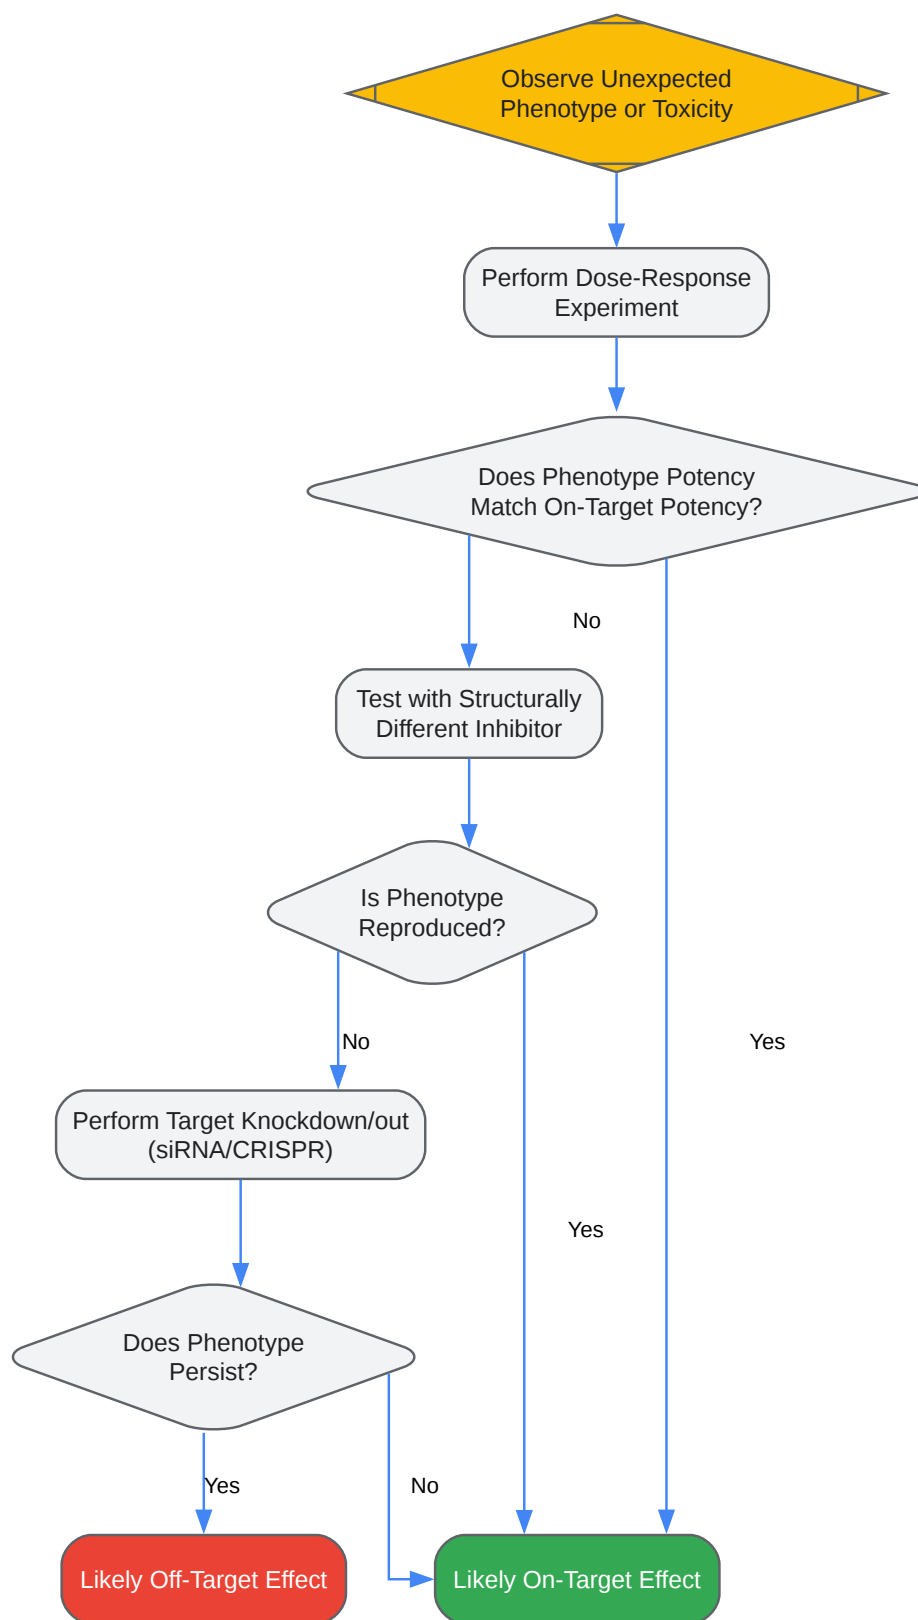 Observe Unexpected
Phenotype or Toxicity
Perform Dose-Response
Experiment
Does Phenotype Potency
Match On-Target Potency?
No
Test with Structurally
Different Inhibitor
Is Phenotype
Reproduced?
No
Yes
Perform Target Knockdown/out
(siRNA/CRISPR)
Yes
Does Phenotype
Persist?
Yes
No
Likely Off-Target Effect
Likely On-Target Effect